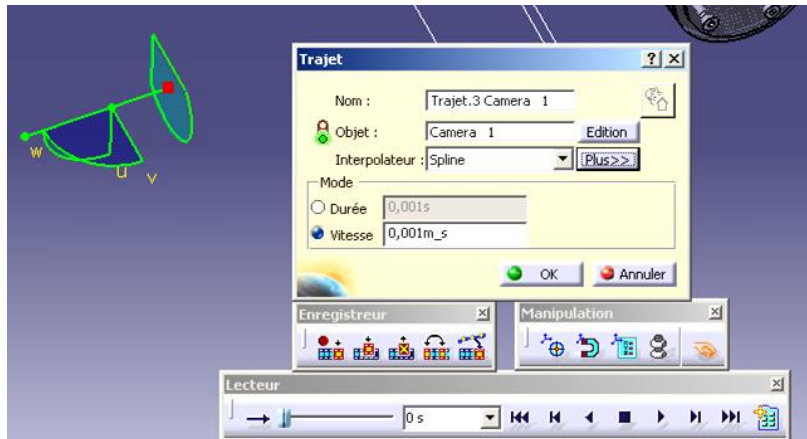 Trajet
Nom : Trajet.3 Camera 1
Objet : Camera 1 Edition
Interpolateur : Spline Plus>>
Mode
Durée 0,001s
Vitesse 0,001m_s
OK Annuler
w
u
v
Enregistreur
Manipulation
Lecteur
0 s